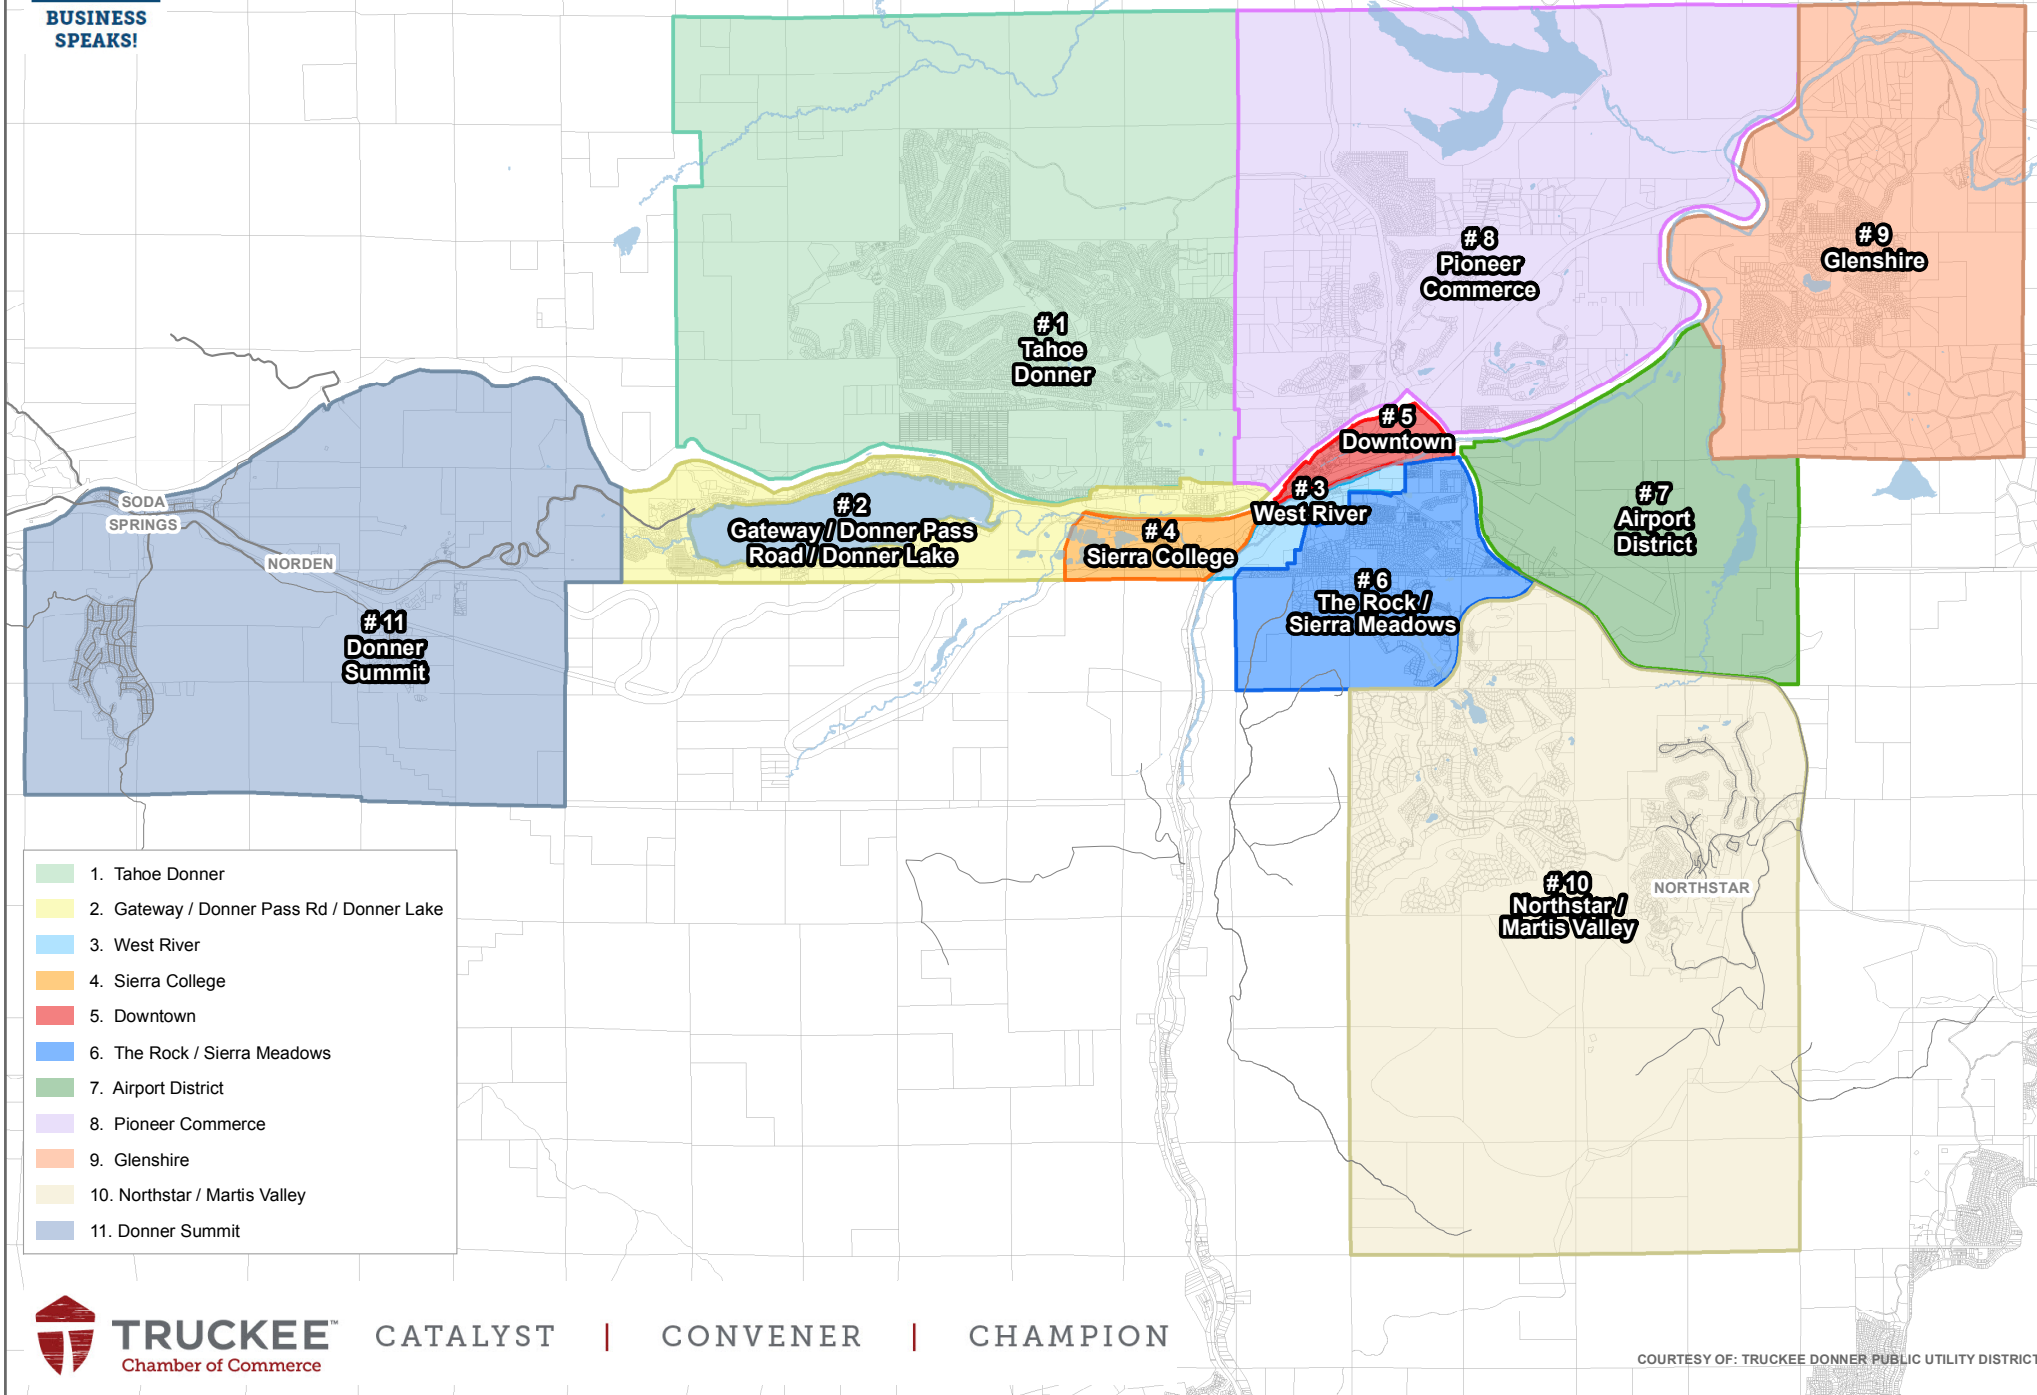 BUSINESS
SPEAKS!
# 1
Tahoe
Donner
# 8
Pioneer
Commerce
# 9
Glenshire
# 5
Downtown
# 3
West River
# 2
Gateway / Donner Pass
Road / Donner Lake
# 4
Sierra College
# 7
Airport
District
# 6
The Rock /
Sierra Meadows
SODA
SPRINGS
NORDEN
# 11
Donner
Summit
# 10
Northstar /
Martis Valley
NORTHSTAR
1. Tahoe Donner
2. Gateway / Donner Pass Rd / Donner Lake
3. West River
4. Sierra College
5. Downtown
6. The Rock / Sierra Meadows
7. Airport District
8. Pioneer Commerce
9. Glenshire
10. Northstar / Martis Valley
11. Donner Summit
TRUCKEE™
Chamber of Commerce
CATALYST | CONVENER | CHAMPION
COURTESY OF: TRUCKEE DONNER PUBLIC UTILITY DISTRICT